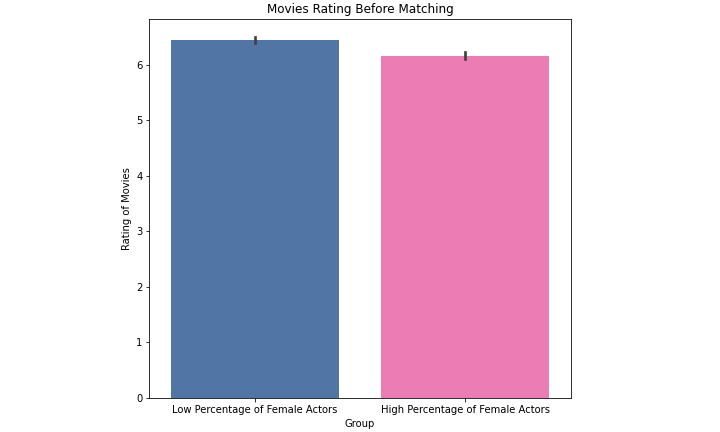 Movies Rating Before Matching
Rating of Movies
6
5
4
3
2
1
0
Low Percentage of Female Actors
High Percentage of Female Actors
Group